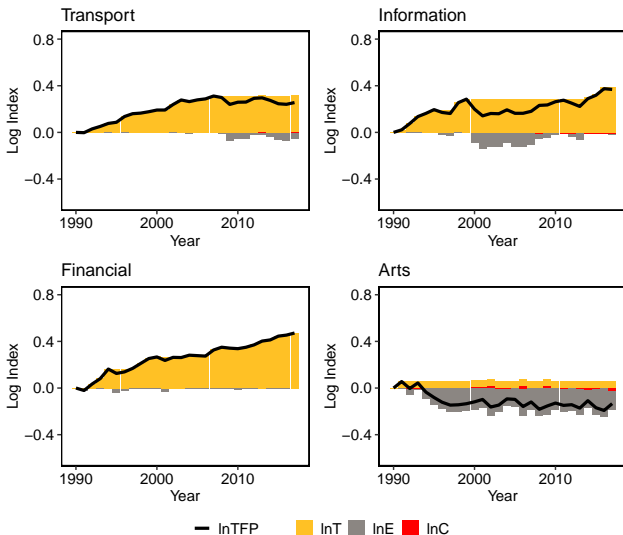 Transport
0.8
0.4
0.0
−0.4
Log Index
1990
2000
2010
Year
Information
0.8
0.4
0.0
−0.4
Log Index
1990
2000
2010
Year
Financial
0.8
0.4
0.0
−0.4
Log Index
1990
2000
2010
Year
Arts
0.8
0.4
0.0
−0.4
Log Index
1990
2000
2010
Year
lnTFP lnT lnE lnC